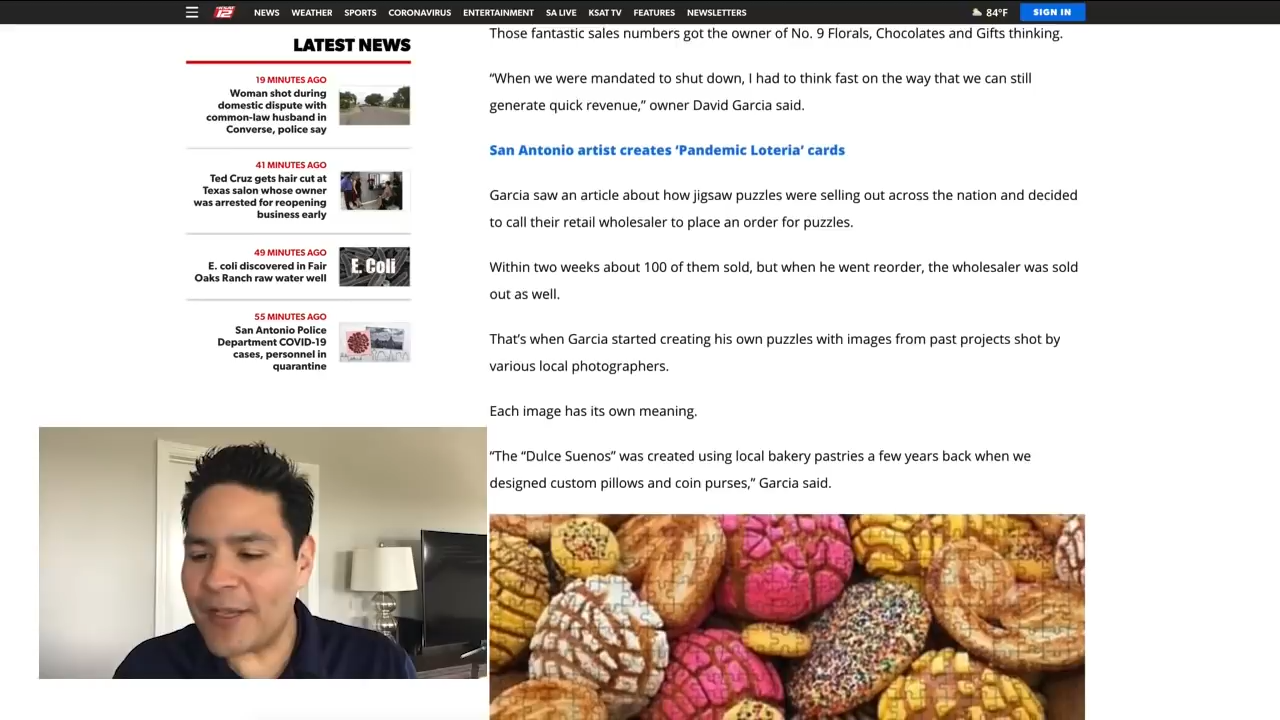 KSAT 12
NEWS WEATHER SPORTS CORONAVIRUS ENTERTAINMENT SA LIVE KSAT TV FEATURES NEWSLETTERS
84°F
SIGN IN
LATEST NEWS
19 MINUTES AGO
Woman shot during
domestic dispute with
common-law husband in
Converse, police say
41 MINUTES AGO
Ted Cruz gets hair cut at
Texas salon whose owner
was arrested for reopening
business early
49 MINUTES AGO
E. coli discovered in Fair
Oaks Ranch raw water well
E. Coli
55 MINUTES AGO
San Antonio Police
Department COVID-19
cases, personnel in
quarantine
Those fantastic sales numbers got the owner of No. 9 Florals, Chocolates and Gifts thinking.
“When we were mandated to shut down, I had to think fast on the way that we can still
generate quick revenue,” owner David Garcia said.
San Antonio artist creates ‘Pandemic Loteria’ cards
Garcia saw an article about how jigsaw puzzles were selling out across the nation and decided
to call their retail wholesaler to place an order for puzzles.
Within two weeks about 100 of them sold, but when he went reorder, the wholesaler was sold
out as well.
That’s when Garcia started creating his own puzzles with images from past projects shot by
various local photographers.
Each image has its own meaning.
“The “Dulce Suenos” was created using local bakery pastries a few years back when we
designed custom pillows and coin purses,” Garcia said.